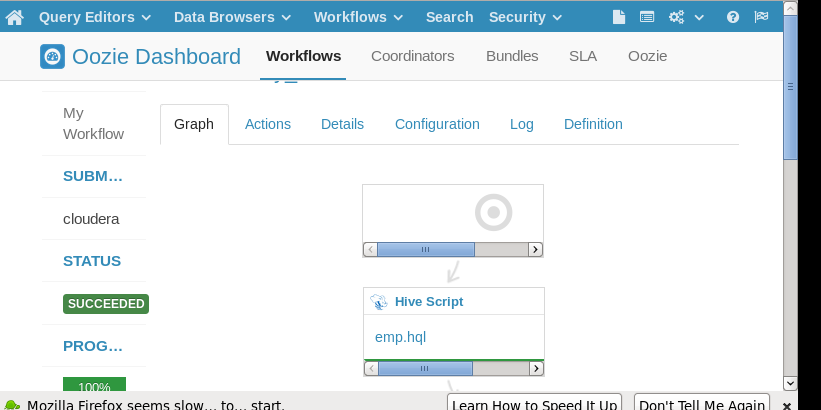 Query Editors Data Browsers Workflows Search Security
Oozie Dashboard Workflows Coordinators Bundles SLA Oozie
My
Workflow
Graph Actions Details Configuration Log Definition
SUBM...
cloudera
STATUS
SUCCEEDED
Hive Script
emp.hql
PROG...
100%
Mozilla Firefox seems slow... to... start. Learn How to Speed It Up Don't Tell Me Again